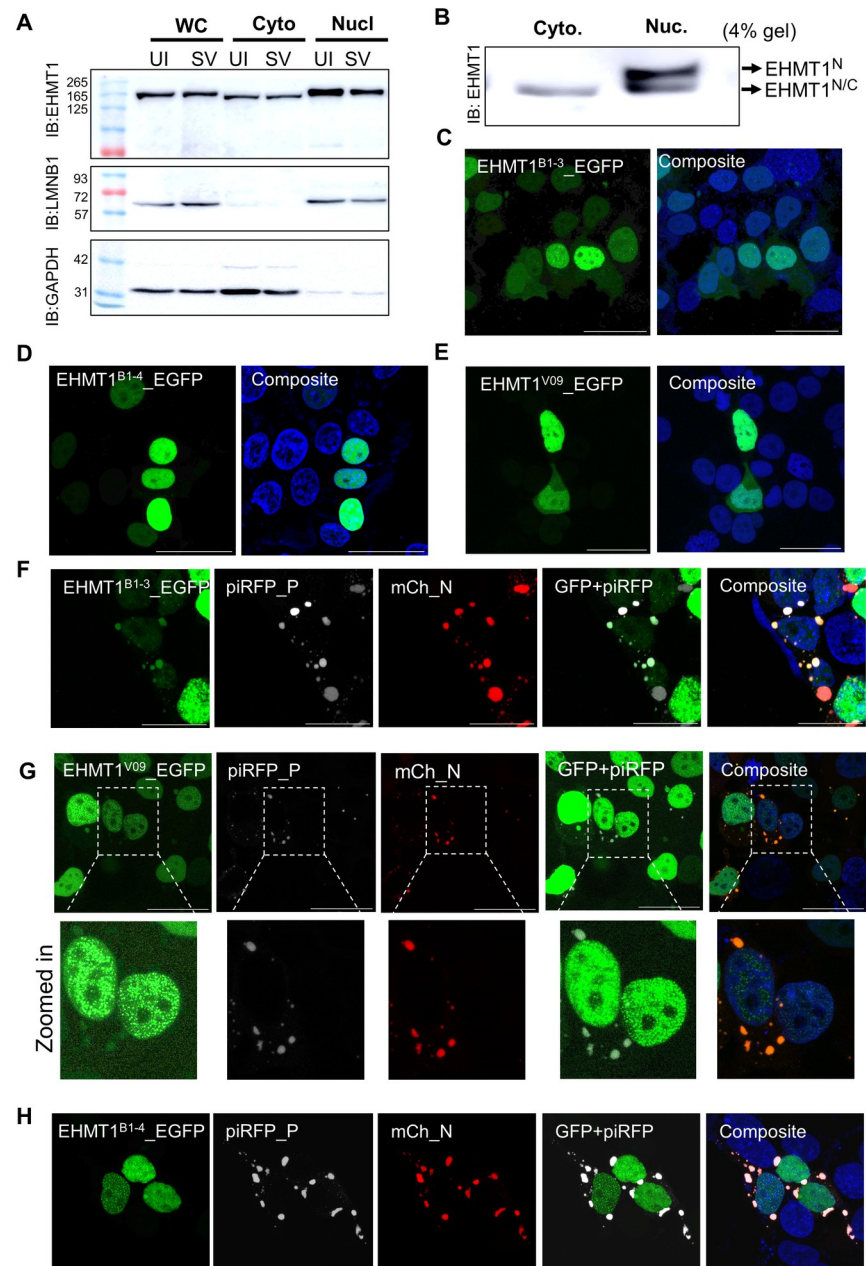 A
WC Cyto Nucl
UI SV UI SV UI SV
IB:EHMT1
265
165
125
IB:LMNB1
93
72
57
IB:GAPDH
42
31
B
Cyto. Nuc. (4% gel)
IB: EHMT1
EHMT1ᴺ
EHMT1ᴺ/ꟲ
C
EHMT1ᴮ¹⁻³_EGFP Composite
D
EHMT1ᴮ¹⁻⁴_EGFP Composite
E
EHMT1ⱽ⁰⁹_EGFP Composite
F
EHMT1ᴮ¹⁻³_EGFP piRFP_P mCh_N GFP+piRFP Composite
G
EHMT1ⱽ⁰⁹_EGFP piRFP_P mCh_N GFP+piRFP Composite
Zoomed in
H
EHMT1ᴮ¹⁻⁴_EGFP piRFP_P mCh_N GFP+piRFP Composite